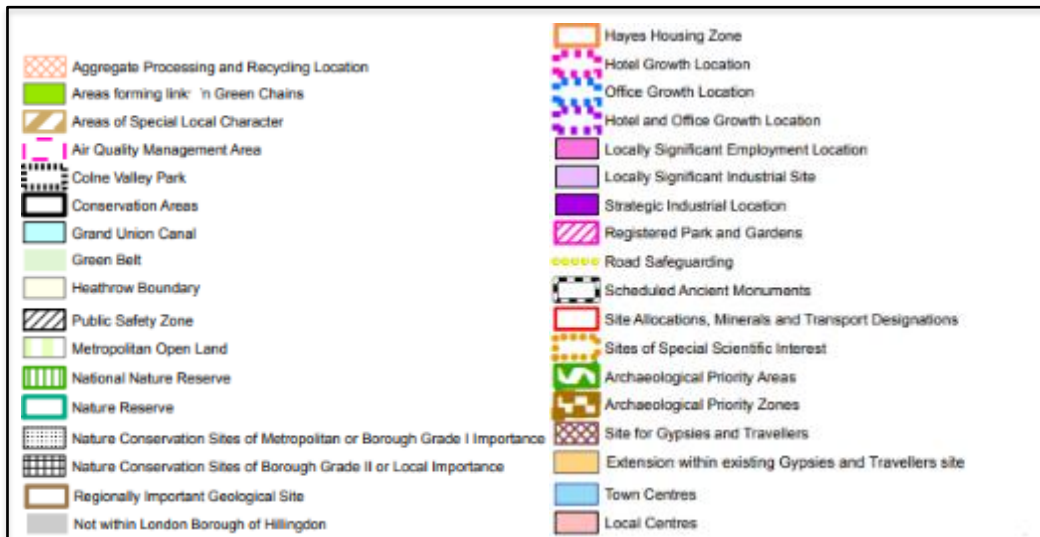 Aggregate Processing and Recycling Location
Areas forming link 'n Green Chains
Areas of Special Local Character
Air Quality Management Area
Colne Valley Park
Conservation Areas
Grand Union Canal
Green Belt
Heathrow Boundary
Public Safety Zone
Metropolitan Open Land
National Nature Reserve
Nature Reserve
Nature Conservation Sites of Metropolitan or Borough Grade I Importance
Nature Conservation Sites of Borough Grade II or Local Importance
Regionally Important Geological Site
Not within London Borough of Hillingdon
Hayes Housing Zone
Hotel Growth Location
Office Growth Location
Hotel and Office Growth Location
Locally Significant Employment Location
Locally Significant Industrial Site
Strategic Industrial Location
Registered Park and Gardens
Road Safeguarding
Scheduled Ancient Monuments
Site Allocations, Minerals and Transport Designations
Sites of Special Scientific Interest
Archaeological Priority Areas
Archaeological Priority Zones
Site for Gypsies and Travellers
Extension within existing Gypsies and Travellers site
Town Centres
Local Centres